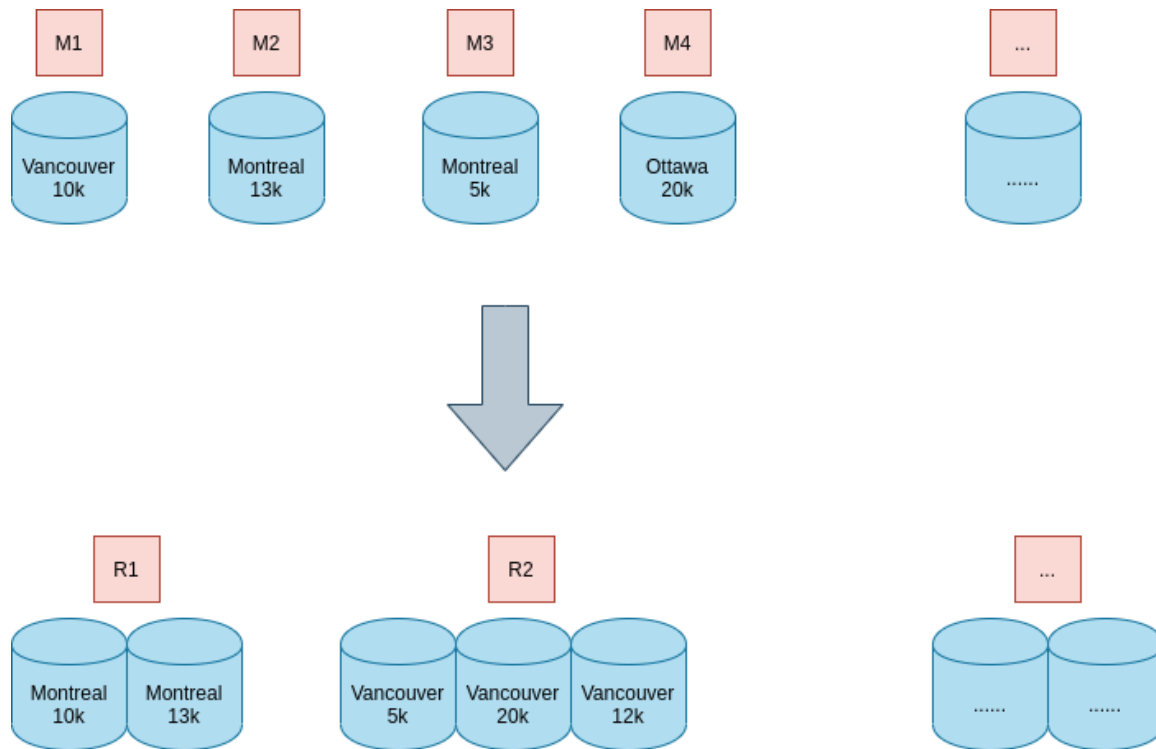 M1
M2
M3
M4
...
Vancouver
10k
Montreal
13k
Montreal
5k
Ottawa
20k
......
R1
R2
...
Montreal
10k
Montreal
13k
Vancouver
5k
Vancouver
20k
Vancouver
12k
......
......